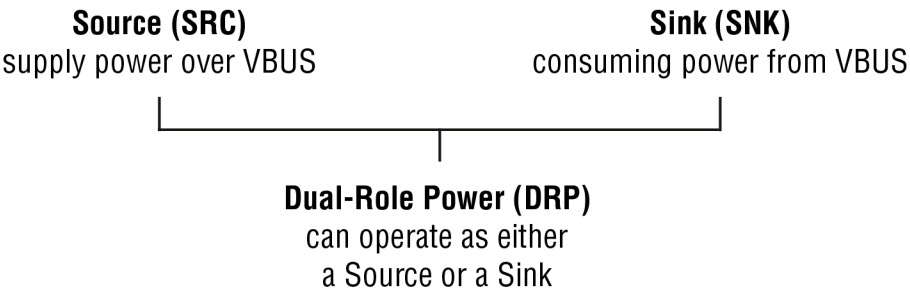 Source (SRC)
supply power over VBUS
Sink (SNK)
consuming power from VBUS
Dual-Role Power (DRP)
can operate as either
a Source or a Sink